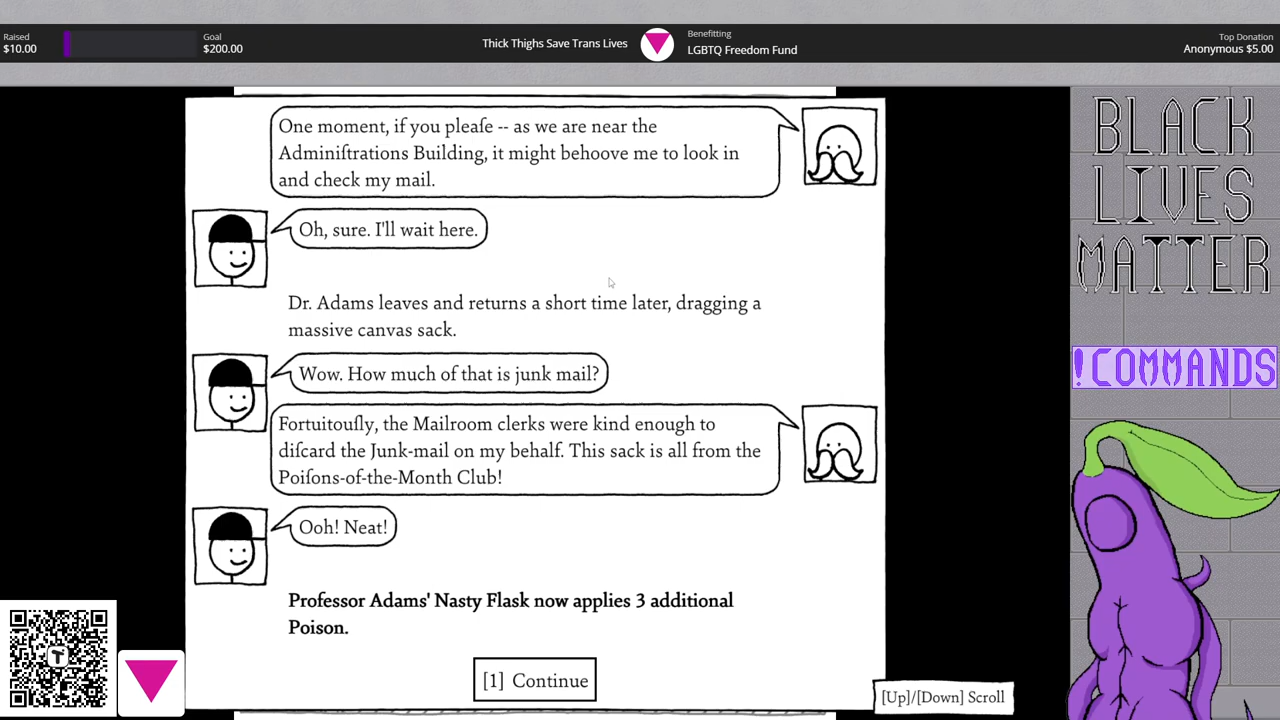 Raised
$10.00
Goal
$200.00
Thick Thighs Save Trans Lives
Benefitting
LGBTQ Freedom Fund
Top Donation
Anonymous $5.00
One moment, if you pleaſe -- as we are near the
Adminiſtrations Building, it might behoove me to look in
and check my mail.
Oh, sure. I'll wait here.
Dr. Adams leaves and returns a short time later, dragging a
massive canvas sack.
Wow. How much of that is junk mail?
Fortuitouſly, the Mailroom clerks were kind enough to
diſcard the Junk-mail on my behalf. This sack is all from the
Poiſons-of-the-Month Club!
Ooh! Neat!
Professor Adams' Nasty Flask now applies 3 additional
Poison.
[1] Continue
[Up]/[Down] Scroll
BLACK
LIVES
MATTER
!COMMANDS
T